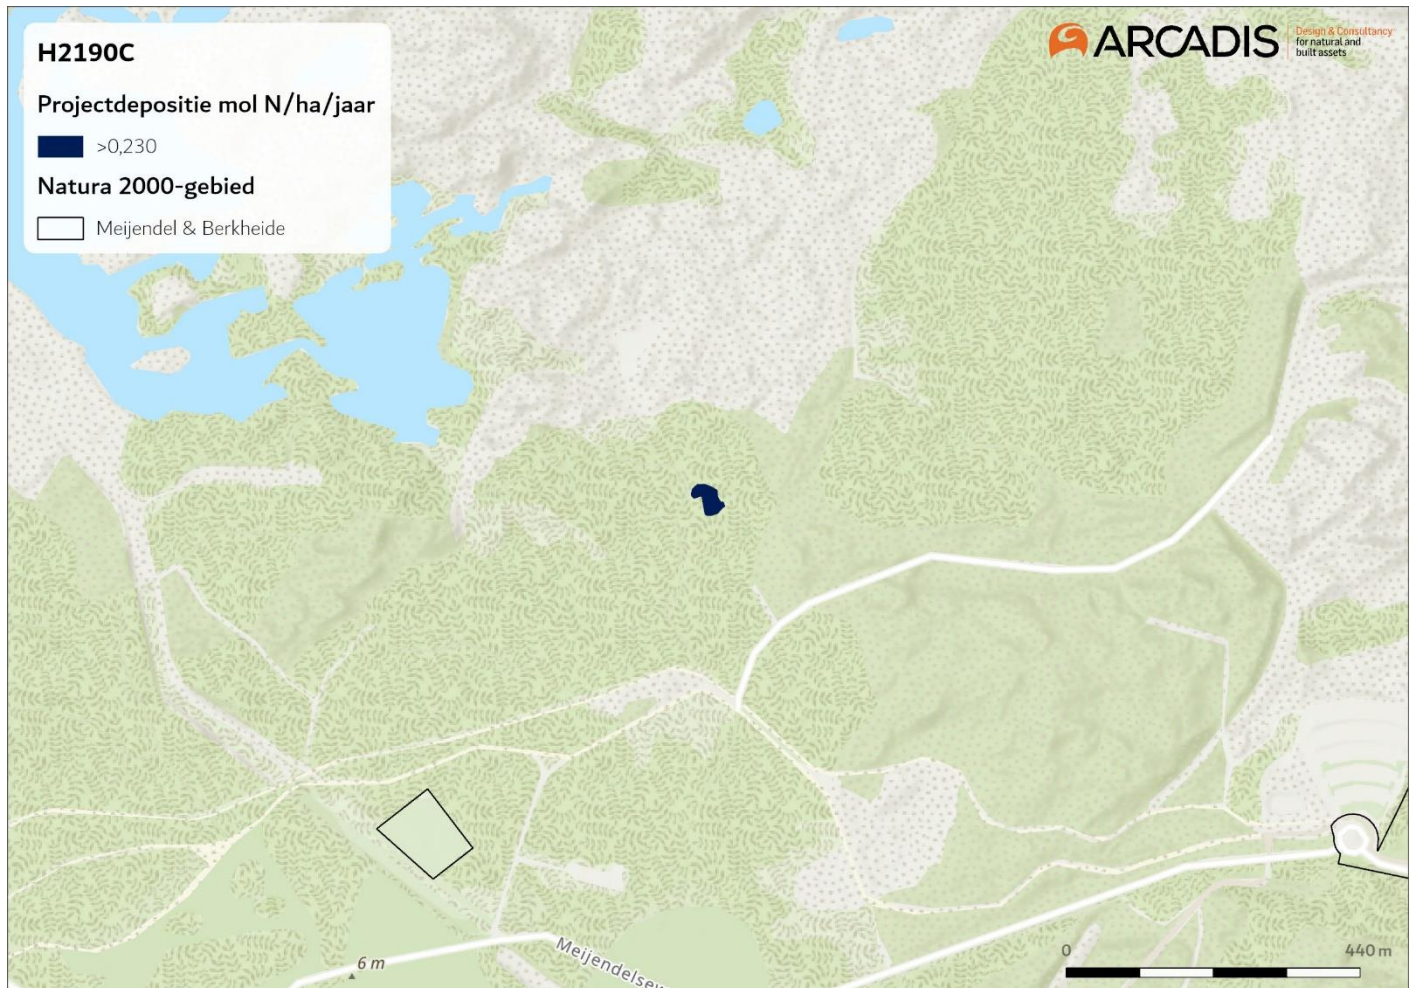 H2190C
Projectdepositie mol N/ha/jaar
>0,230
Natura 2000-gebied
Meijendel & Berkheide
ARCADIS
Design & Consultancy
for natural and
built assets
Meijendelsew
6 m
0
440 m